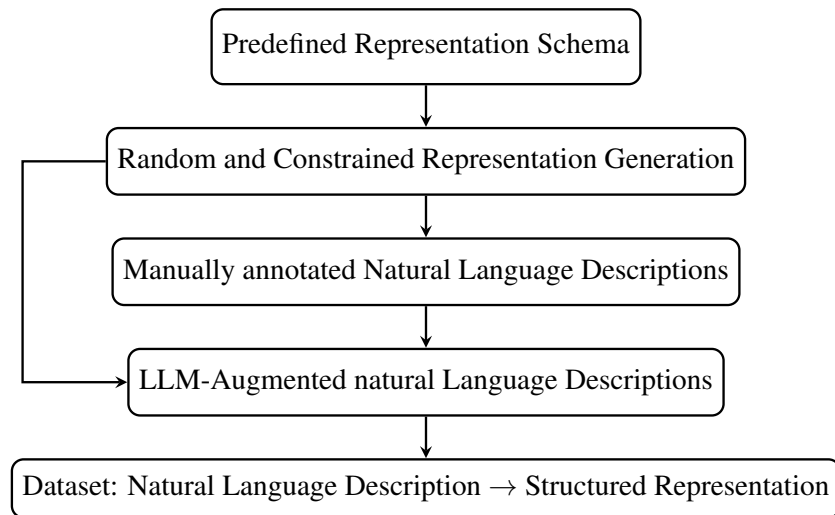 Predefined Representation Schema
Random and Constrained Representation Generation
Manually annotated Natural Language Descriptions
LLM-Augmented natural Language Descriptions
Dataset: Natural Language Description → Structured Representation